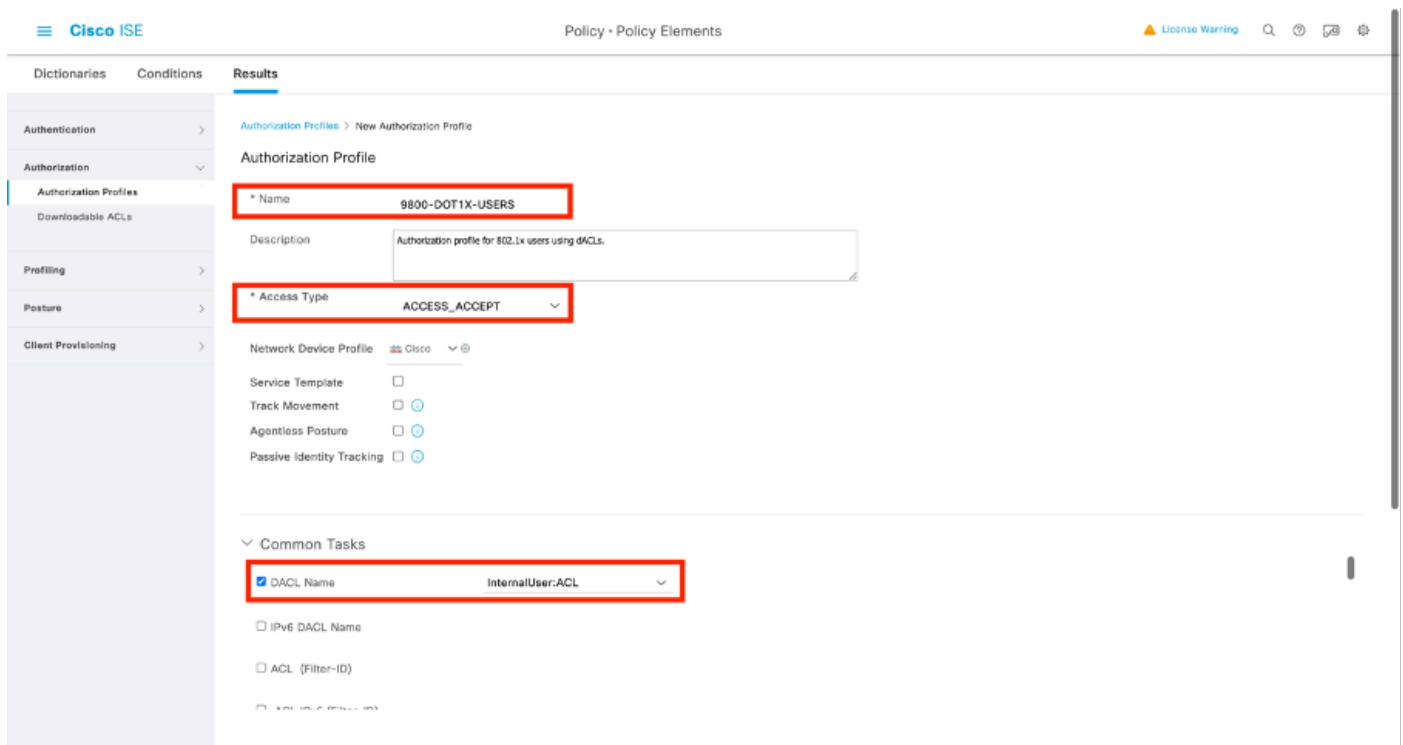 Cisco ISE
Policy · Policy Elements
License Warning
Dictionaries Conditions Results
Authentication
Authorization
Authorization Profiles
Downloadable ACLs
Profiling
Posture
Client Provisioning
Authorization Profiles > New Authorization Profile
Authorization Profile
* Name 9800-DOT1X-USERS
Description Authorization profile for 802.1x users using dACLs.
* Access Type ACCESS_ACCEPT
Network Device Profile Cisco
Service Template
Track Movement
Agentless Posture
Passive Identity Tracking
Common Tasks
DACL Name InternalUser:ACL
IPv6 DACL Name
ACL (Filter-ID)